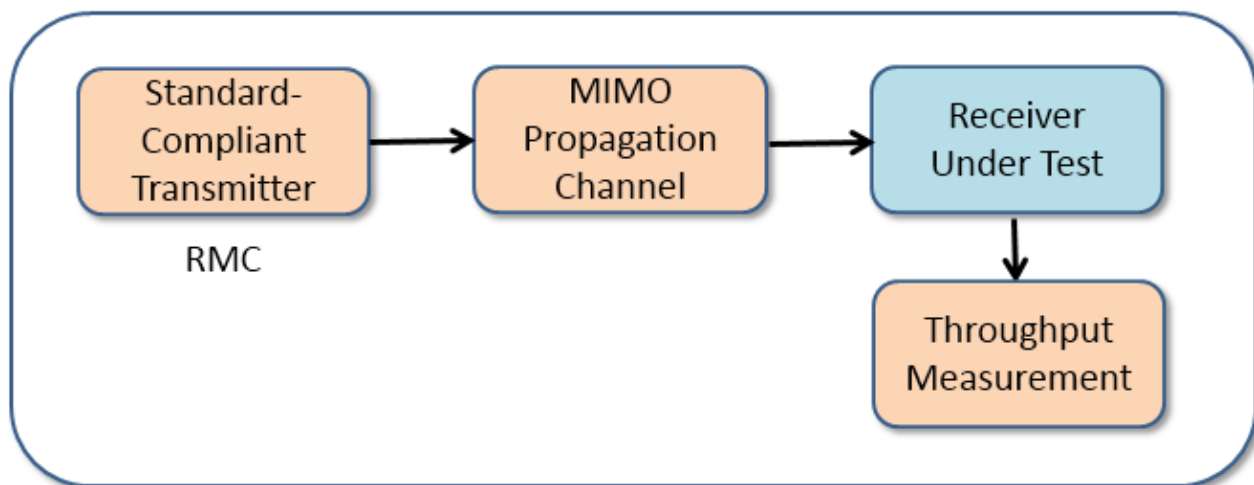 Standard-
Compliant
Transmitter
RMC
MIMO
Propagation
Channel
Receiver
Under Test
Throughput
Measurement